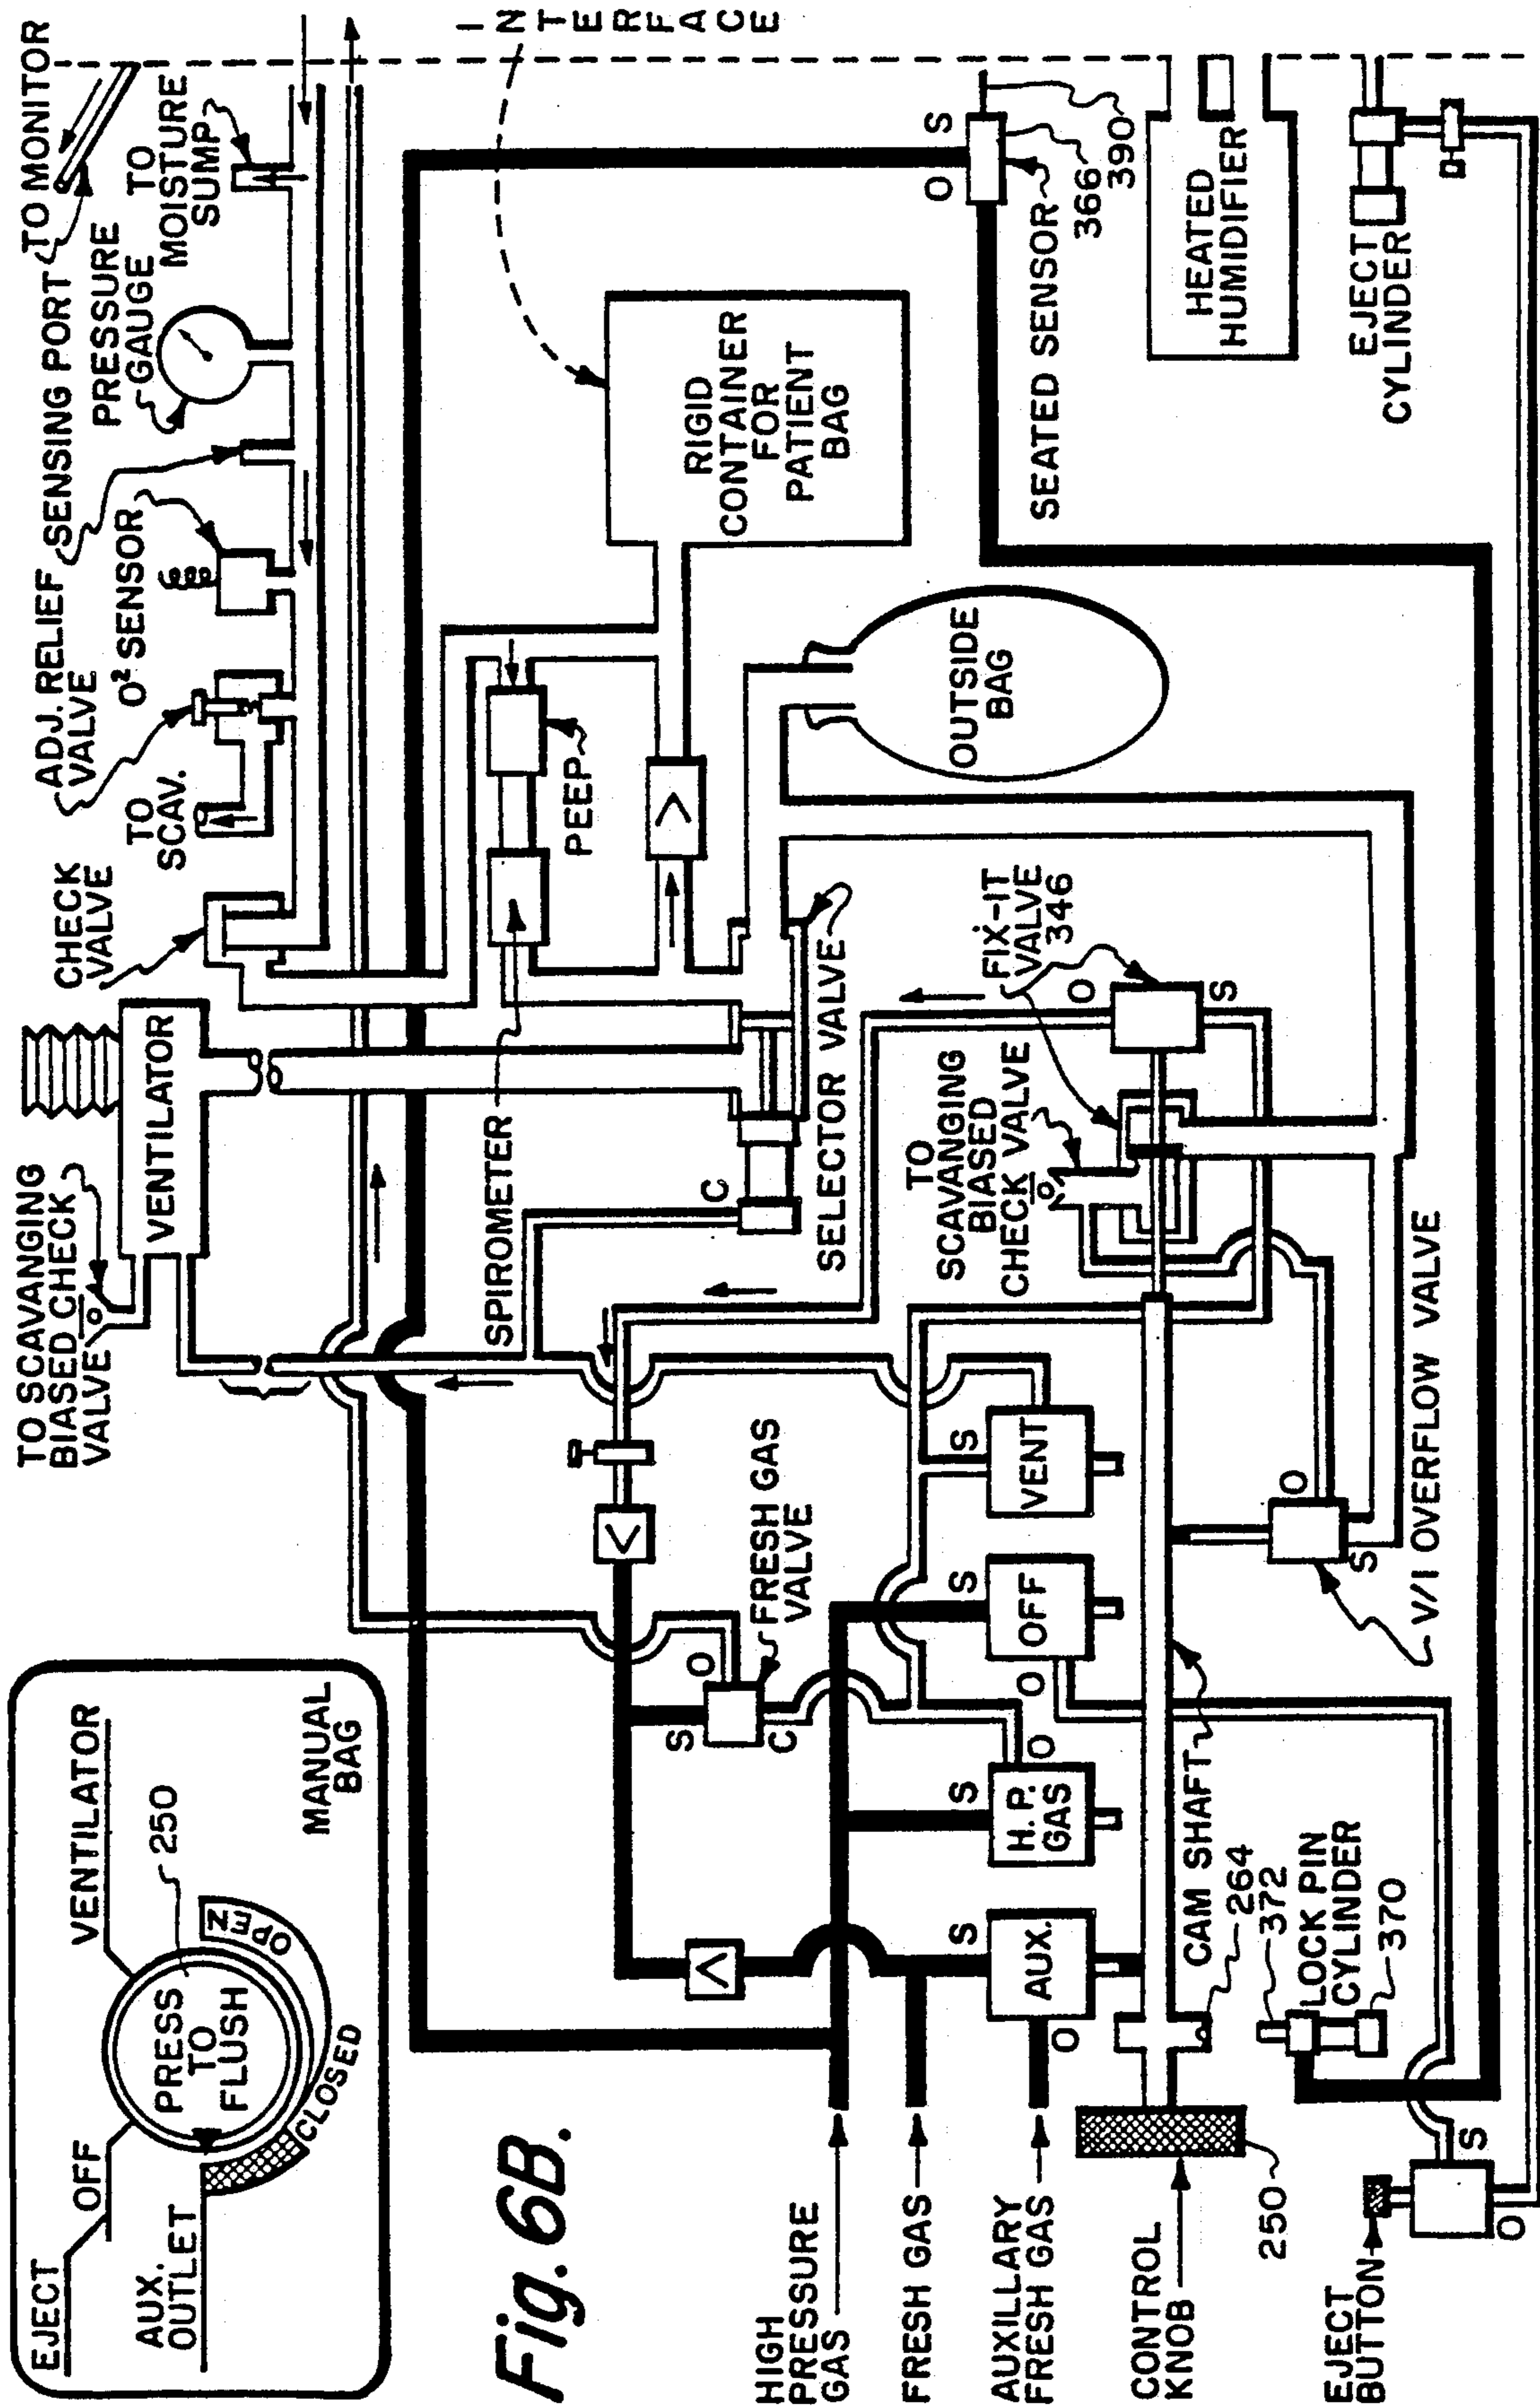 EJECT
OFF
VENTILATOR
AUX.
OUTLET
PRESS
TO
FLUSH
250
OPEN
CLOSED
MANUAL
BAG
Fig. 6B.
TO SCAVANGING
BIASED CHECK
VALVE
VENTILATOR
CHECK
VALVE
TO
SCAV.
ADJ. RELIEF
VALVE
O² SENSOR
SENSING PORT
PRESSURE
GAUGE
TO MONITOR
TO
MOISTURE
SUMP
INTERFACE
SPIROMETER
PEEP
RIGID
CONTAINER
FOR
PATIENT
BAG
C
SELECTOR VALVE
OUTSIDE
BAG
O
S
SEATED SENSOR
366
390
HEATED
HUMIDIFIER
EJECT
CYLINDER
S
O
C
FRESH GAS
VALVE
HIGH
PRESSURE
GAS
FRESH GAS
AUXILLARY
FRESH GAS
CONTROL
KNOB
250
S
AUX.
O
S
H. P.
GAS
O
S
OFF
O
S
VENT
TO
SCAVANGING
BIASED
CHECK VALVE
FIX-IT
VALVE
346
O
S
CAM SHAFT
264
372
LOCK PIN
CYLINDER
370
O
S
V/I OVERFLOW VALVE
EJECT
BUTTON
S
O